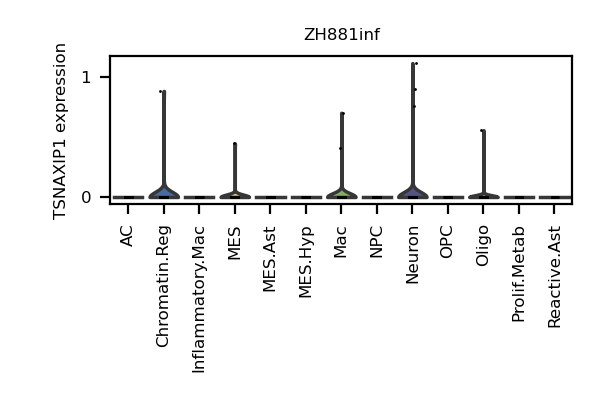 ZH881inf
TSNAXIP1 expression
1
0
AC
Chromatin.Reg
Inflammatory.Mac
MES
MES.Ast
MES.Hyp
Mac
NPC
Neuron
OPC
Oligo
Prolif.Metab
Reactive.Ast